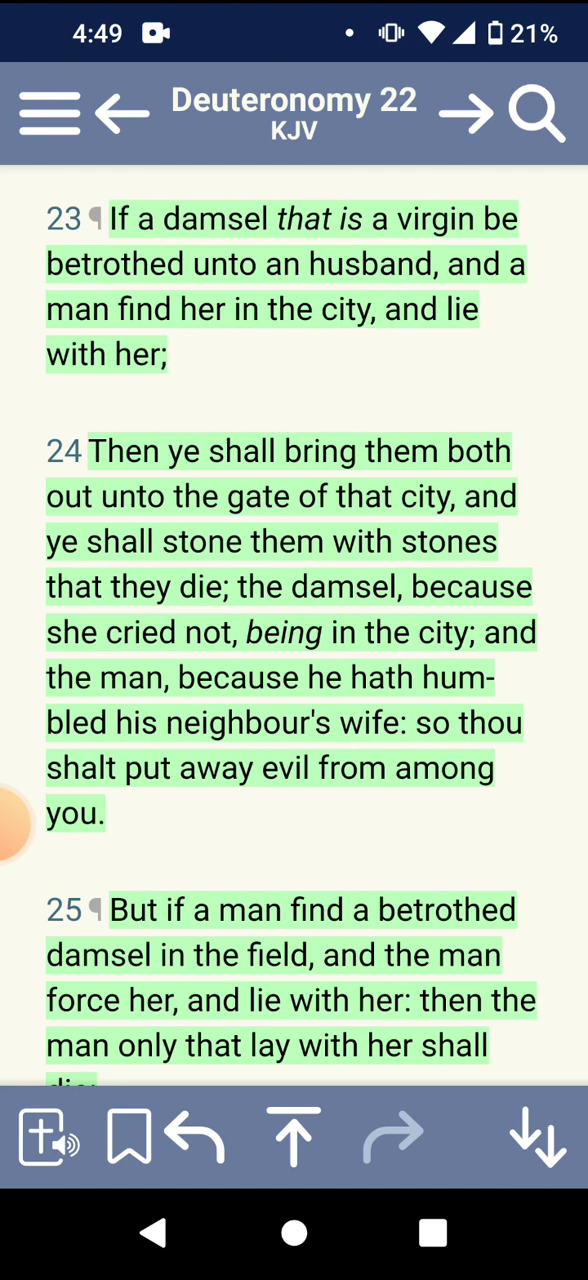 4:49 21%
Deuteronomy 22
KJV
23 ¶ If a damsel that is a virgin be
betrothed unto an husband, and a
man find her in the city, and lie
with her;
24 Then ye shall bring them both
out unto the gate of that city, and
ye shall stone them with stones
that they die; the damsel, because
she cried not, being in the city; and
the man, because he hath hum-
bled his neighbour's wife: so thou
shalt put away evil from among
you.
25 ¶ But if a man find a betrothed
damsel in the field, and the man
force her, and lie with her: then the
man only that lay with her shall